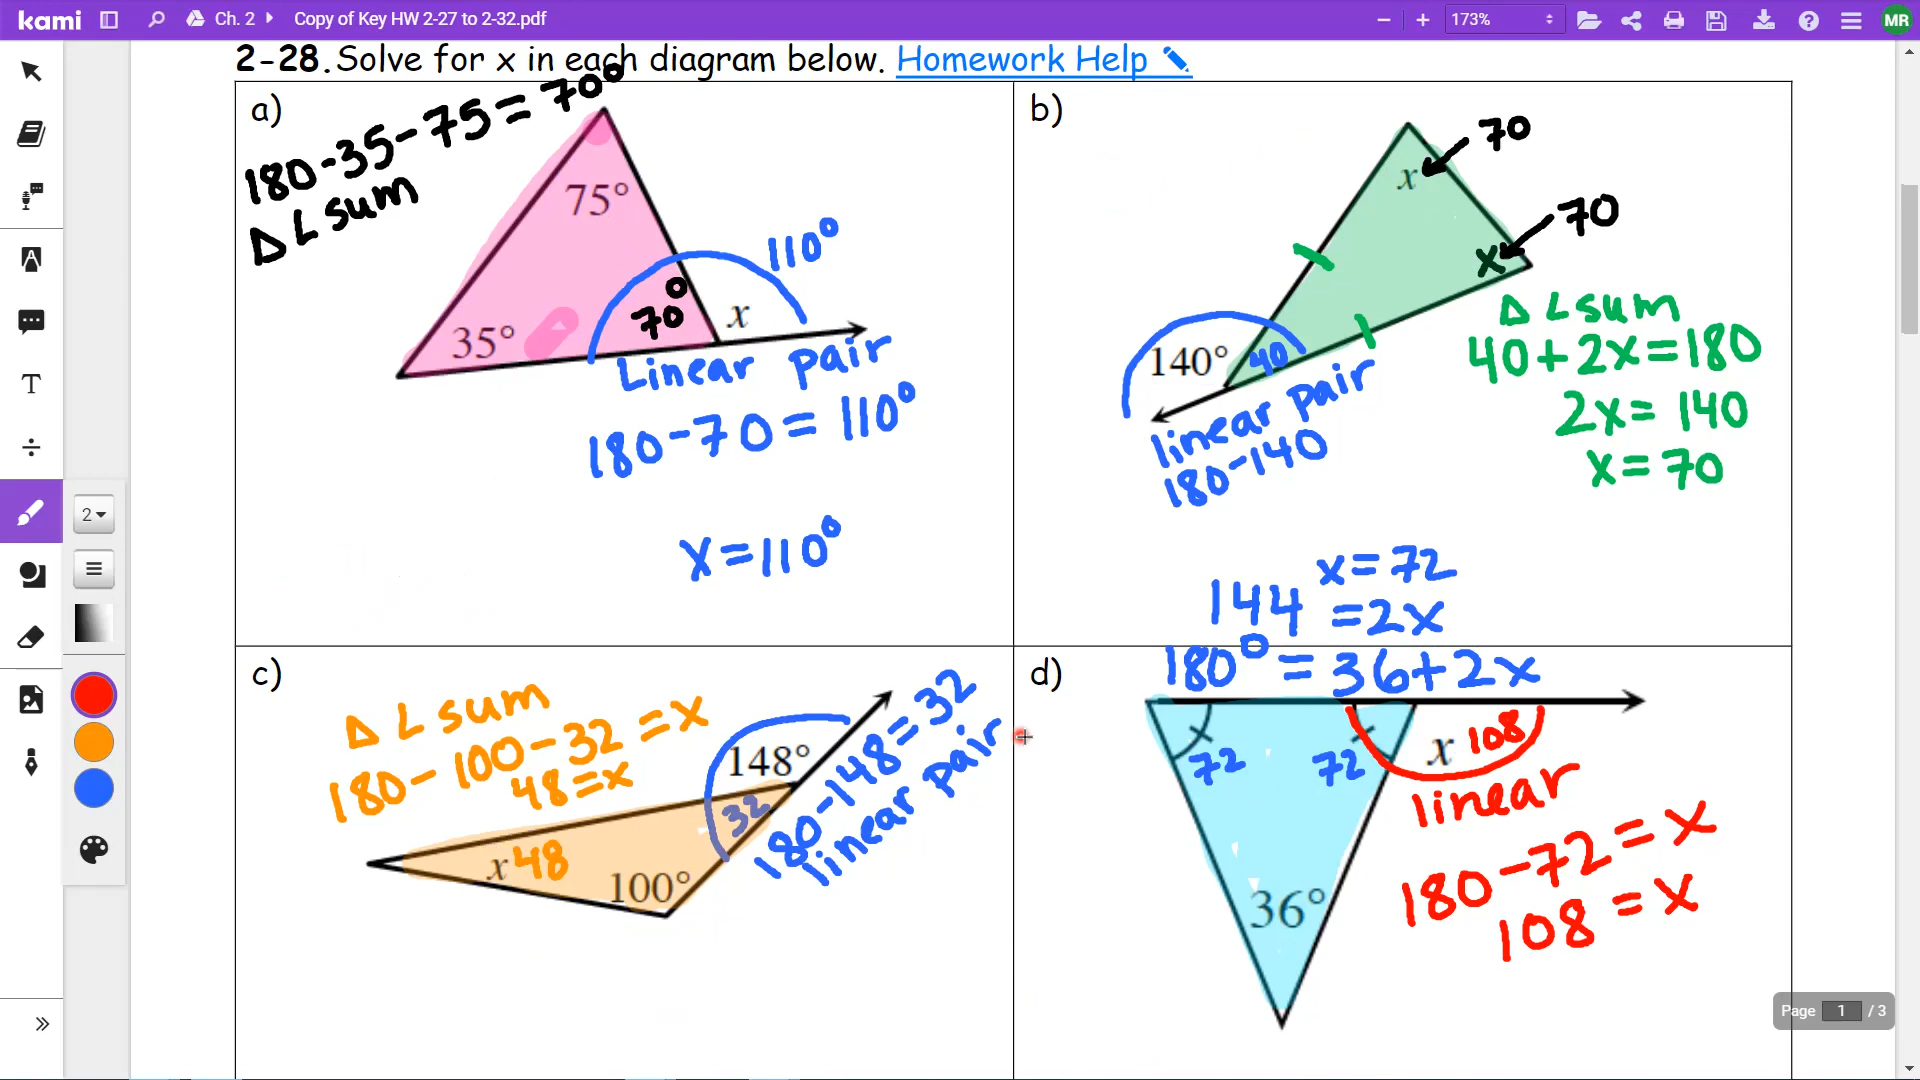 kami
Ch. 2
Copy of Key HW 2-27 to 2-32.pdf
173%
MR
2-28. Solve for x in each diagram below. Homework Help
a)
180-35-75=70°
Δ∠sum
75°
35°
70°
x
110°
Linear pair
180-70=110°
x=110°
b)
x
70
x
70
140°
40
linear pair
180-140
Δ∠sum
40+2x=180
2x=140
x=70
c)
Δ∠sum
180-100-32=x
48=x
148°
32
180-148=32
linear pair
x 48
100°
d)
x=72
144 =2x
180°=36+2x
x
72
72
x
108
linear
180-72=x
108=x
36°
2
T
Page 1 / 3